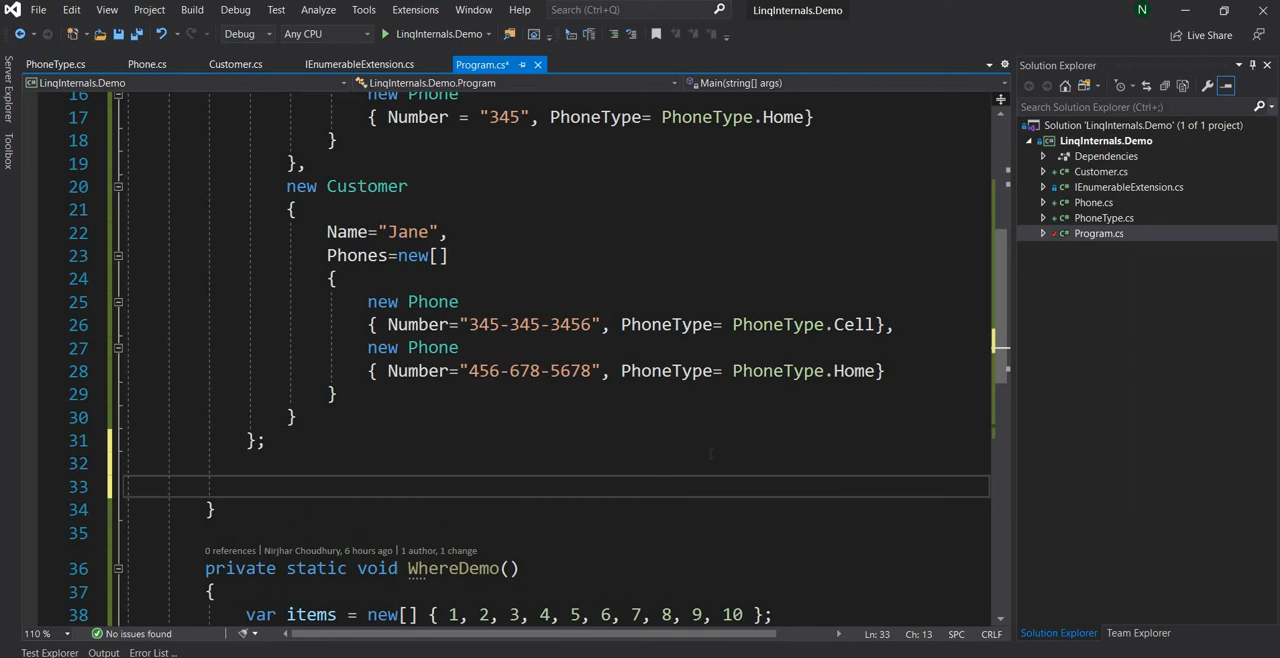 File Edit View Project Build Debug Test Analyze Tools Extensions Window Help Search (Ctrl+Q) LinqInternals.Demo N
Debug Any CPU LinqInternals.Demo Live Share
PhoneType.cs Phone.cs Customer.cs IEnumerableExtension.cs Program.cs*
LinqInternals.Demo LinqInternals.Demo.Program Main(string[] args)
Server Explorer
Toolbox
16 new Phone
17 { Number = "345", PhoneType= PhoneType.Home}
18 }
19 },
20 new Customer
21 {
22 Name="Jane",
23 Phones=new[]
24 {
25 new Phone
26 { Number="345-345-3456", PhoneType= PhoneType.Cell},
27 new Phone
28 { Number="456-678-5678", PhoneType= PhoneType.Home}
29 }
30 }
31 };
32
33
34 }
35
0 references | Nirjhar Choudhury, 6 hours ago | 1 author, 1 change
36 private static void WhereDemo()
37 {
38 var items = new[] { 1, 2, 3, 4, 5, 6, 7, 8, 9, 10 };
110 % No issues found Ln: 33 Ch: 13 SPC CRLF
Test Explorer Output Error List ...
Solution Explorer
Search Solution Explorer (Ctrl+;)
Solution 'LinqInternals.Demo' (1 of 1 project)
LinqInternals.Demo
Dependencies
Customer.cs
IEnumerableExtension.cs
Phone.cs
PhoneType.cs
Program.cs
Solution Explorer Team Explorer